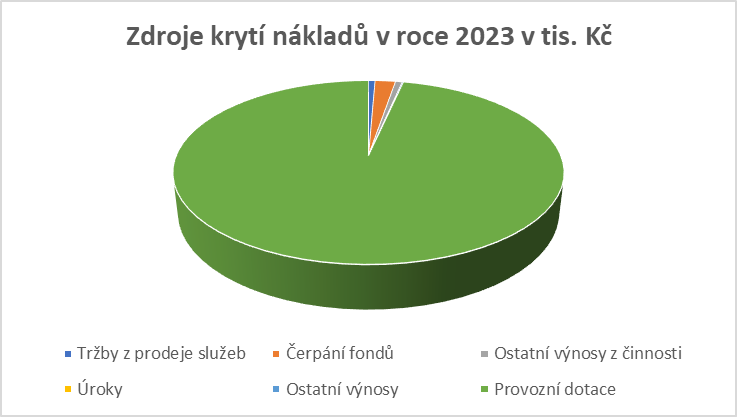 Zdroje krytí nákladů v roce 2023 v tis. Kč
Tržby z prodeje služeb
Čerpání fondů
Ostatní výnosy z činnosti
Úroky
Ostatní výnosy
Provozní dotace